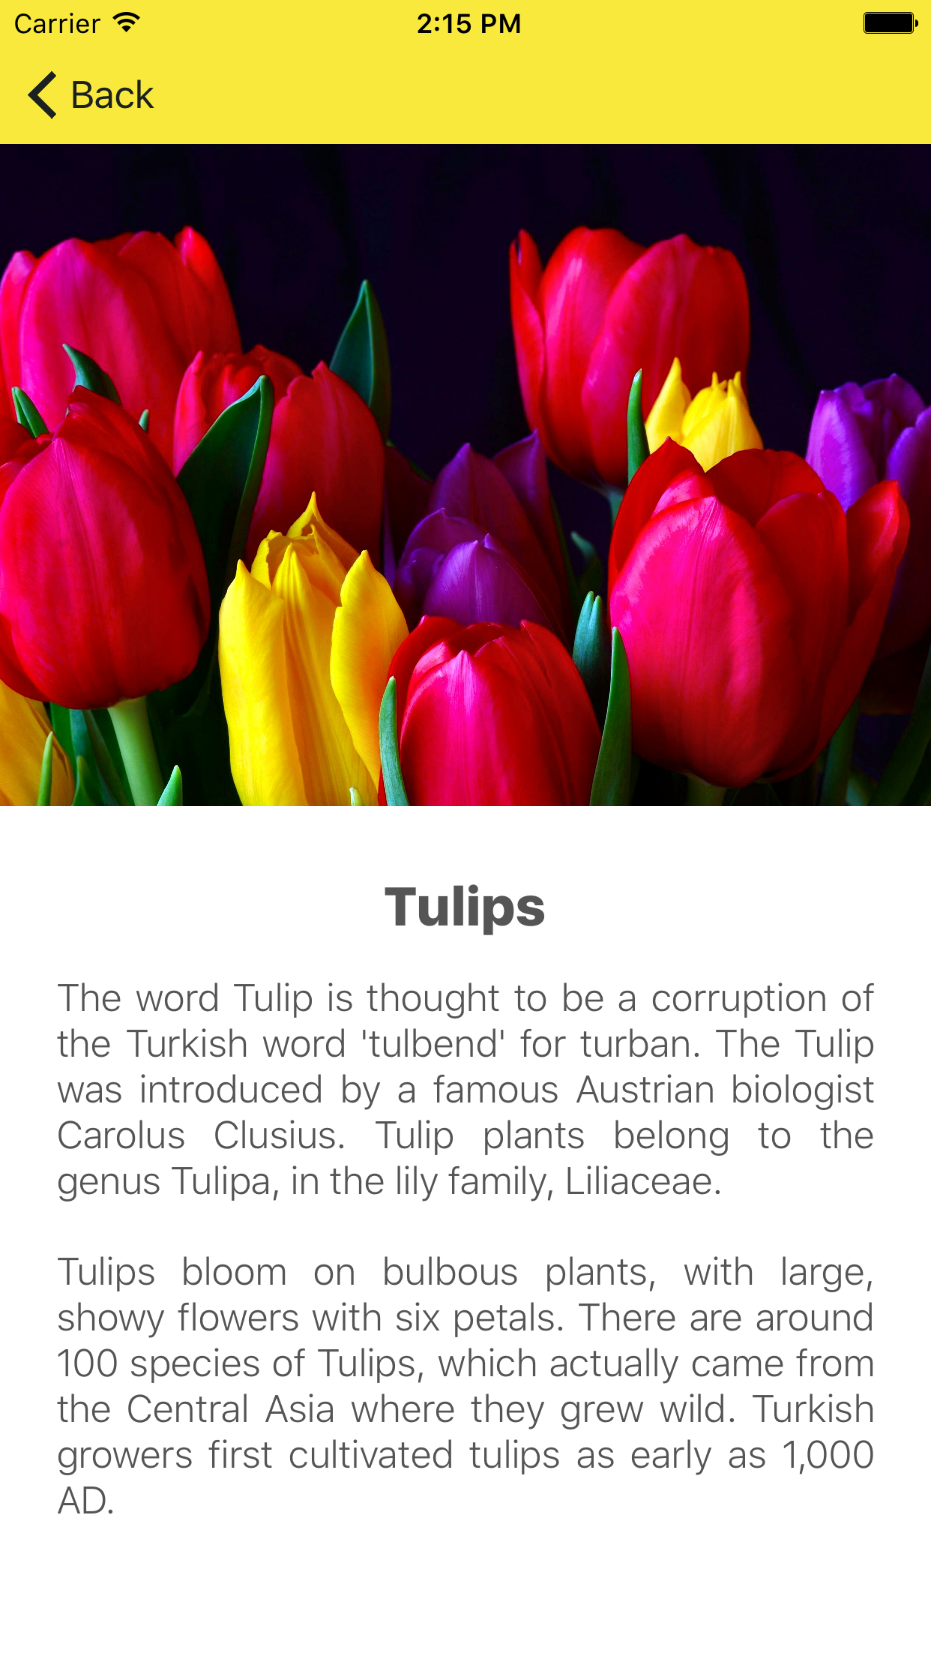 Carrier 2:15 PM
Back
Tulips
The word Tulip is thought to be a corruption of
the Turkish word 'tulbend' for turban. The Tulip
was introduced by a famous Austrian biologist
Carolus Clusius. Tulip plants belong to the
genus Tulipa, in the lily family, Liliaceae.
Tulips bloom on bulbous plants, with large,
showy flowers with six petals. There are around
100 species of Tulips, which actually came from
the Central Asia where they grew wild. Turkish
growers first cultivated tulips as early as 1,000
AD.